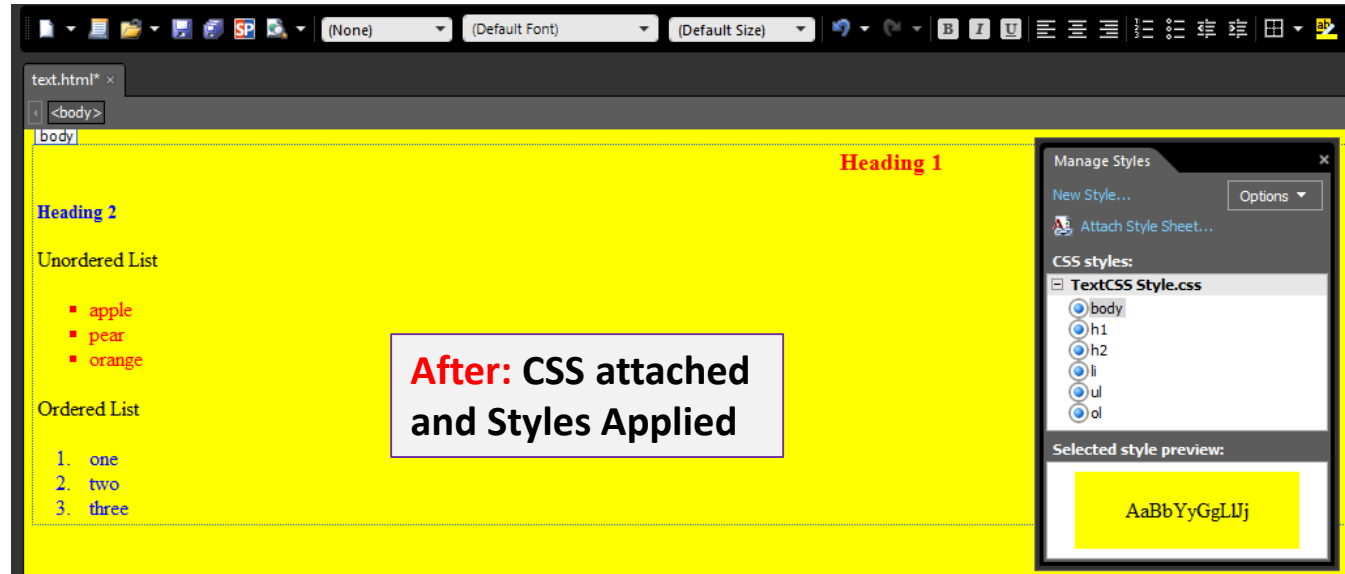 SP (None) (Default Font) (Default Size) B I U ab
text.html* ×
<body>
body
Heading 1
Heading 2
Unordered List
apple
pear
orange
Ordered List
1. one
2. two
3. three
After: CSS attached
and Styles Applied
Manage Styles ×
New Style... Options
Attach Style Sheet...
CSS styles:
TextCSS Style.css
body
h1
h2
li
ul
ol
Selected style preview:
AaBbYyGgLlJj